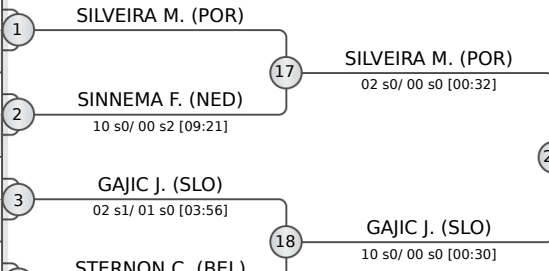 SILVEIRA M. (POR)
1
SILVEIRA M. (POR)
17
02 s0/ 00 s0 [00:32]
SINNEMA F. (NED)
2
10 s0/ 00 s2 [09:21]
GAJIC J. (SLO)
3
02 s1/ 01 s0 [03:56]
GAJIC J. (SLO)
18
10 s0/ 00 s0 [00:30]
STERNON C. (BEL)